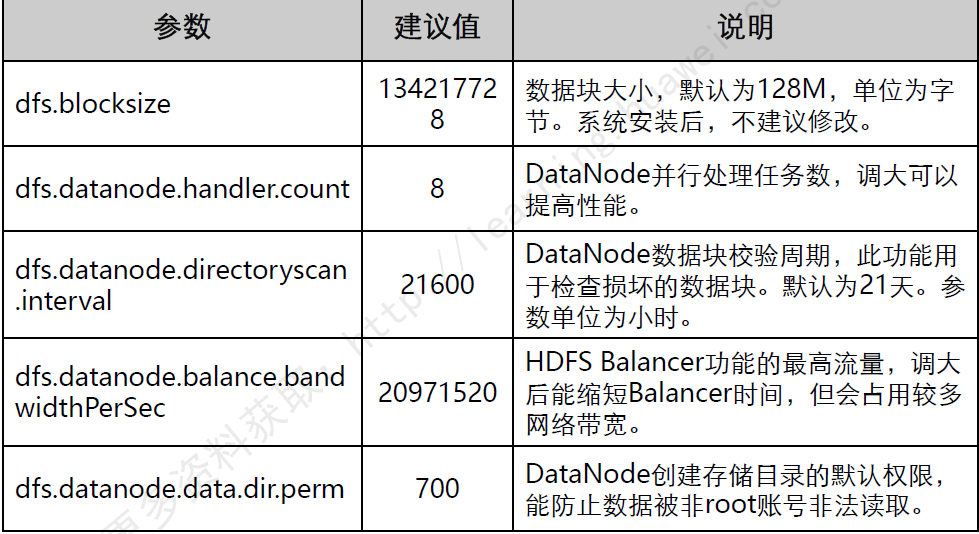 参数 建议值 说明
dfs.blocksize
13421772
8
数据块大小，默认为128M，单位为字
节。系统安装后，不建议修改。
dfs.datanode.handler.count
8
DataNode并行处理任务数，调大可以
提高性能。
dfs.datanode.directoryscan
.interval
21600
DataNode数据块校验周期，此功能用
于检查损坏的数据块。默认为21天。参
数单位为小时。
dfs.datanode.balance.band
widthPerSec
20971520
HDFS Balancer功能的最高流量，调大
后能缩短Balancer时间，但会占用较多
网络带宽。
dfs.datanode.data.dir.perm
700
DataNode创建存储目录的默认权限，
能防止数据被非root账号非法读取。
更多资料获取，http://learning.huawei.co